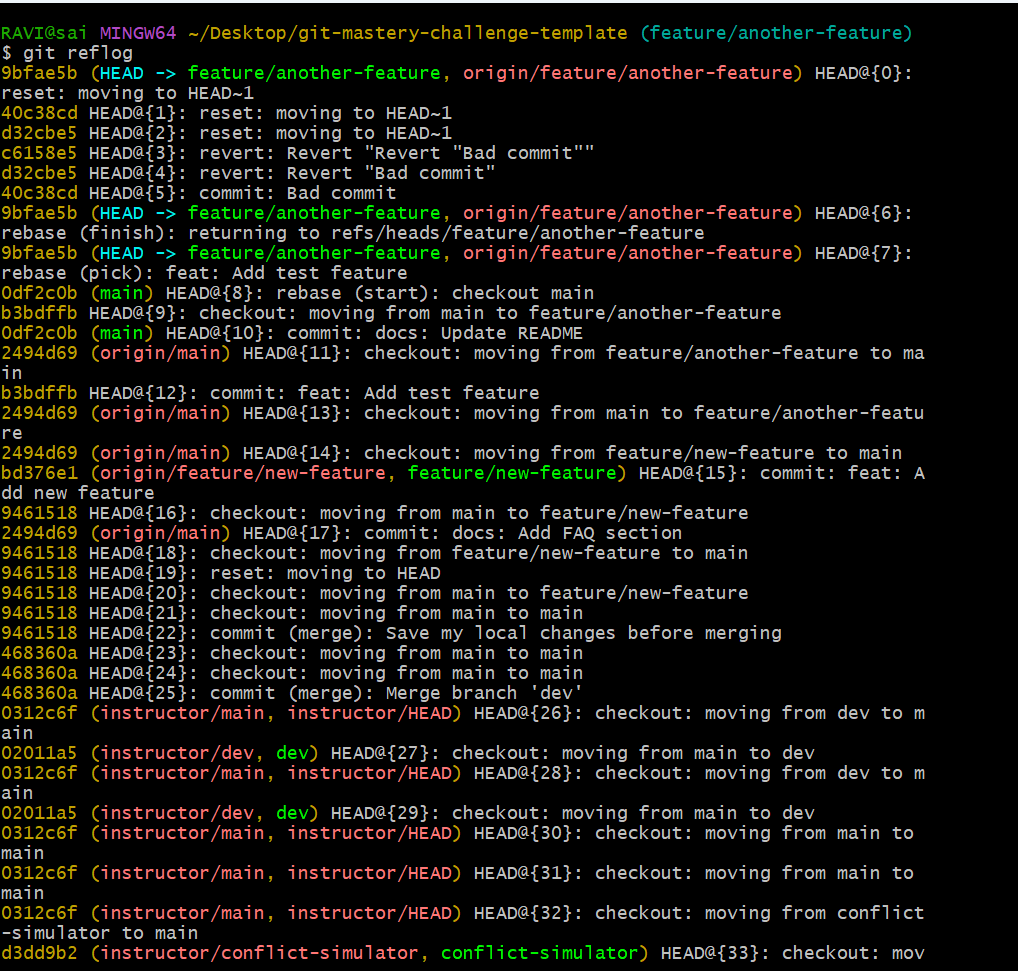 RAVI@sai MINGW64 ~/Desktop/git-mastery-challenge-template (feature/another-feature)
$ git reflog
9bfae5b (HEAD -> feature/another-feature, origin/feature/another-feature) HEAD@{0}:
reset: moving to HEAD~1
40c38cd HEAD@{1}: reset: moving to HEAD~1
d32cbe5 HEAD@{2}: reset: moving to HEAD~1
c6158e5 HEAD@{3}: revert: Revert "Revert "Bad commit""
d32cbe5 HEAD@{4}: revert: Revert "Bad commit"
40c38cd HEAD@{5}: commit: Bad commit
9bfae5b (HEAD -> feature/another-feature, origin/feature/another-feature) HEAD@{6}:
rebase (finish): returning to refs/heads/feature/another-feature
9bfae5b (HEAD -> feature/another-feature, origin/feature/another-feature) HEAD@{7}:
rebase (pick): feat: Add test feature
0df2c0b (main) HEAD@{8}: rebase (start): checkout main
b3bdffb HEAD@{9}: checkout: moving from main to feature/another-feature
0df2c0b (main) HEAD@{10}: commit: docs: Update README
2494d69 (origin/main) HEAD@{11}: checkout: moving from feature/another-feature to ma
in
b3bdffb HEAD@{12}: commit: feat: Add test feature
2494d69 (origin/main) HEAD@{13}: checkout: moving from main to feature/another-featu
re
2494d69 (origin/main) HEAD@{14}: checkout: moving from feature/new-feature to main
bd376e1 (origin/feature/new-feature, feature/new-feature) HEAD@{15}: commit: feat: A
dd new feature
9461518 HEAD@{16}: checkout: moving from main to feature/new-feature
2494d69 (origin/main) HEAD@{17}: commit: docs: Add FAQ section
9461518 HEAD@{18}: checkout: moving from feature/new-feature to main
9461518 HEAD@{19}: reset: moving to HEAD
9461518 HEAD@{20}: checkout: moving from main to feature/new-feature
9461518 HEAD@{21}: checkout: moving from main to main
9461518 HEAD@{22}: commit (merge): Save my local changes before merging
468360a HEAD@{23}: checkout: moving from main to main
468360a HEAD@{24}: checkout: moving from main to main
468360a HEAD@{25}: commit (merge): Merge branch 'dev'
0312c6f (instructor/main, instructor/HEAD) HEAD@{26}: checkout: moving from dev to m
ain
02011a5 (instructor/dev, dev) HEAD@{27}: checkout: moving from main to dev
0312c6f (instructor/main, instructor/HEAD) HEAD@{28}: checkout: moving from dev to m
ain
02011a5 (instructor/dev, dev) HEAD@{29}: checkout: moving from main to dev
0312c6f (instructor/main, instructor/HEAD) HEAD@{30}: checkout: moving from main to
main
0312c6f (instructor/main, instructor/HEAD) HEAD@{31}: checkout: moving from main to
main
0312c6f (instructor/main, instructor/HEAD) HEAD@{32}: checkout: moving from conflict
-simulator to main
d3dd9b2 (instructor/conflict-simulator, conflict-simulator) HEAD@{33}: checkout: mov